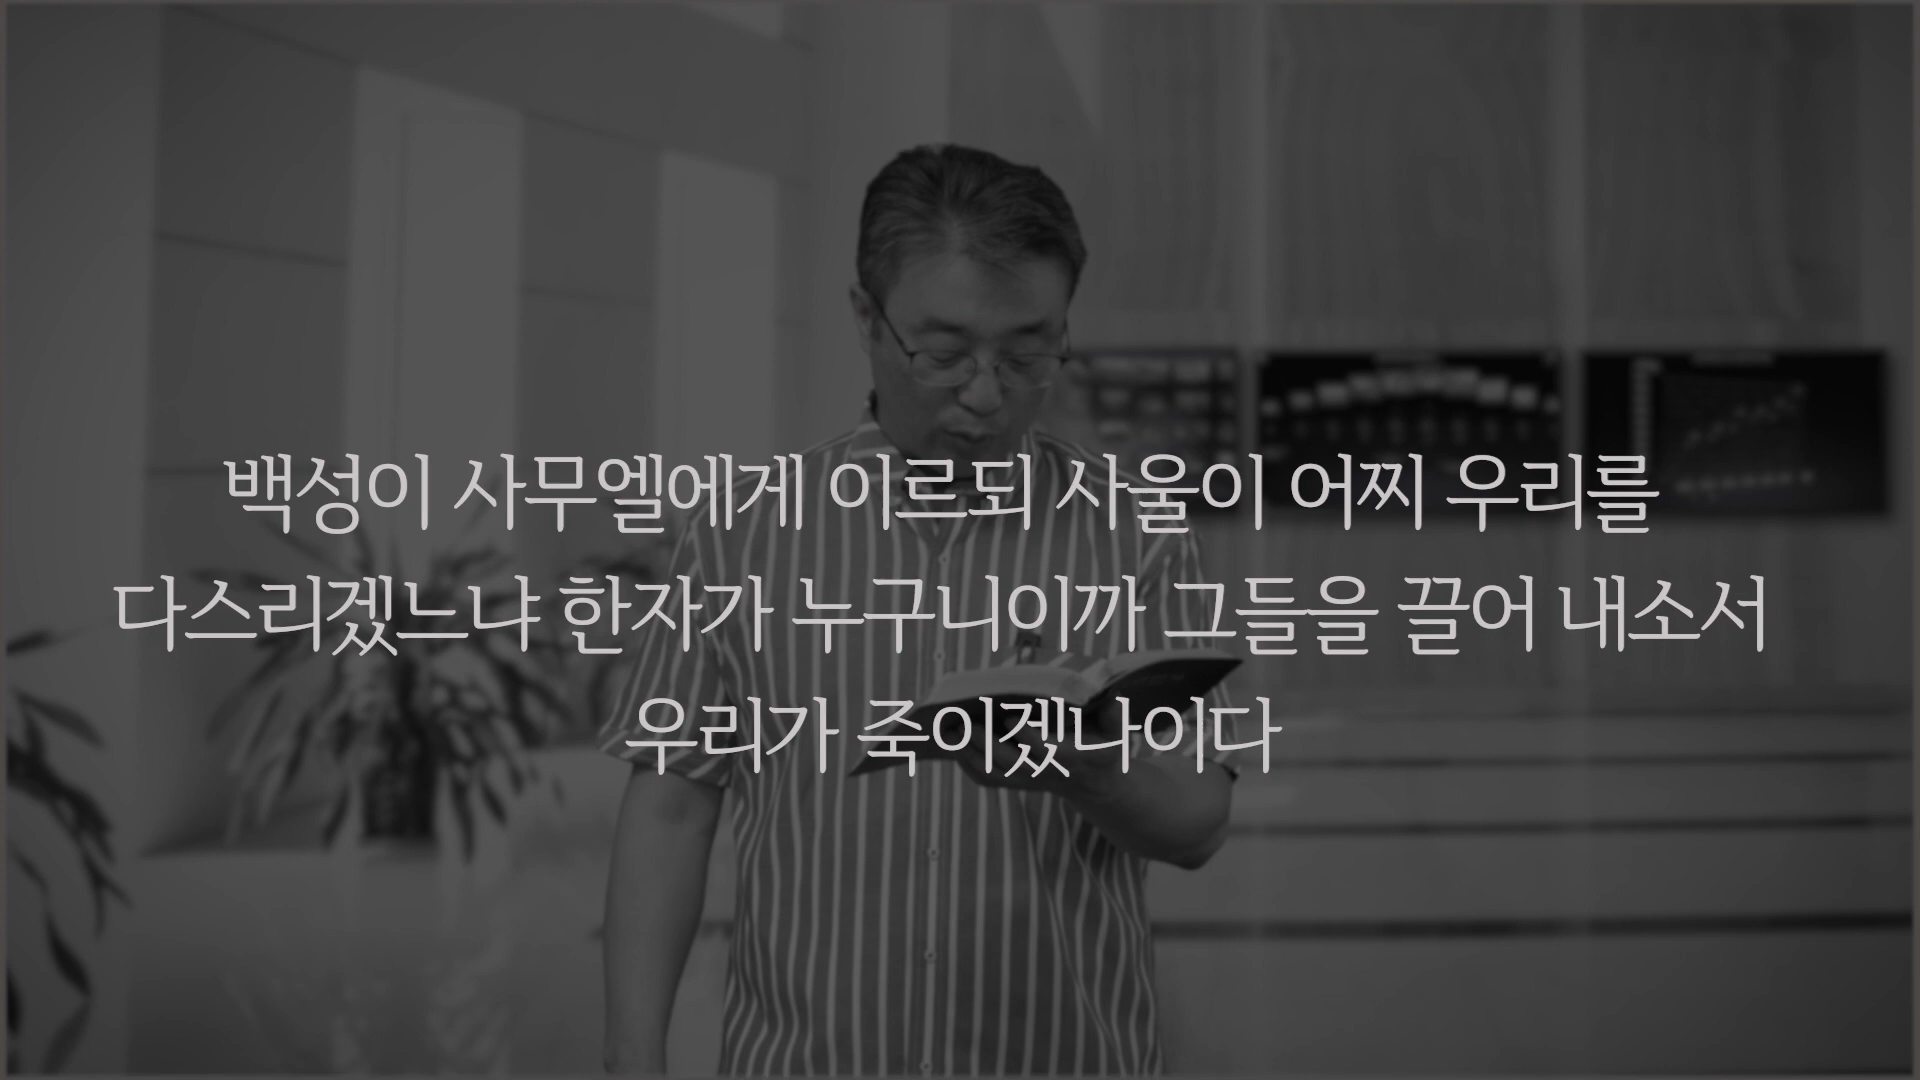 백성이 사무엘에게 이르되 사울이 어찌 우리를
다스리겠느냐 한자가 누구니이까 그들을 끌어 내소서
우리가 죽이겠나이다